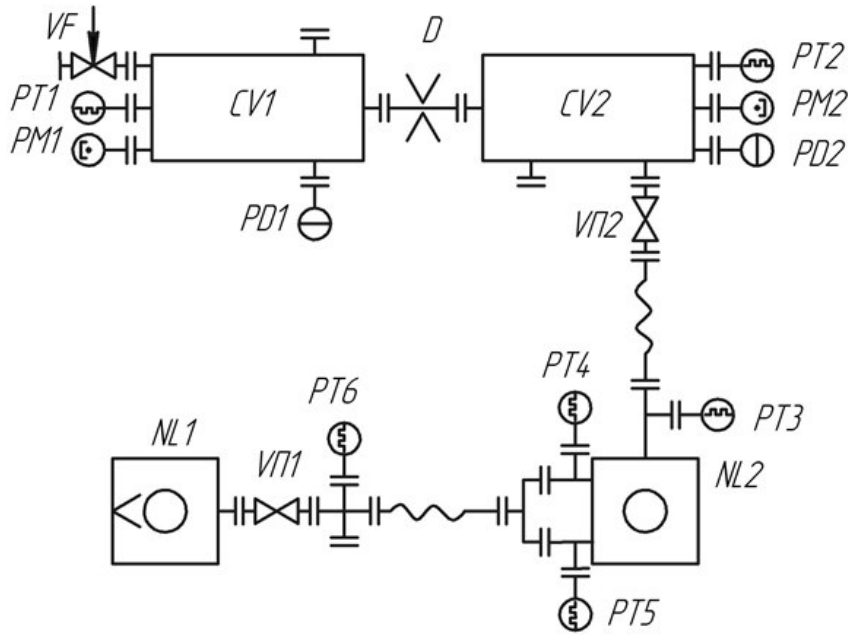 VF
D
PT1
CV1
CV2
PT2
PM1
PM2
PD1
PD2
VП2
PT4
PT6
PT3
NL1
VП1
NL2
PT5